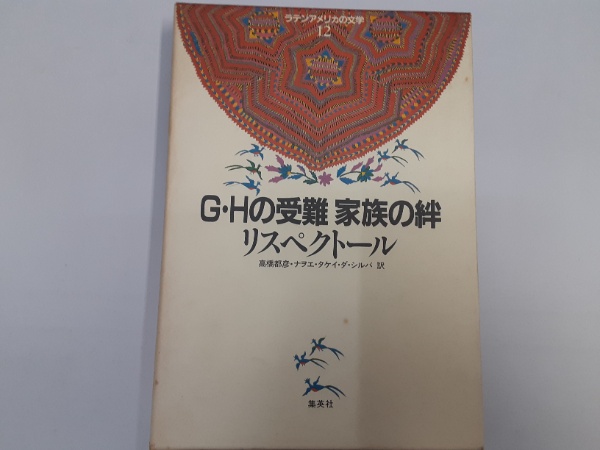 ラテンアメリカの文学
12
G・Hの受難 家族の絆
リスペクトール
高橋都彦・ナヲエ・タケイ・ダ・シルバ 訳
集英社